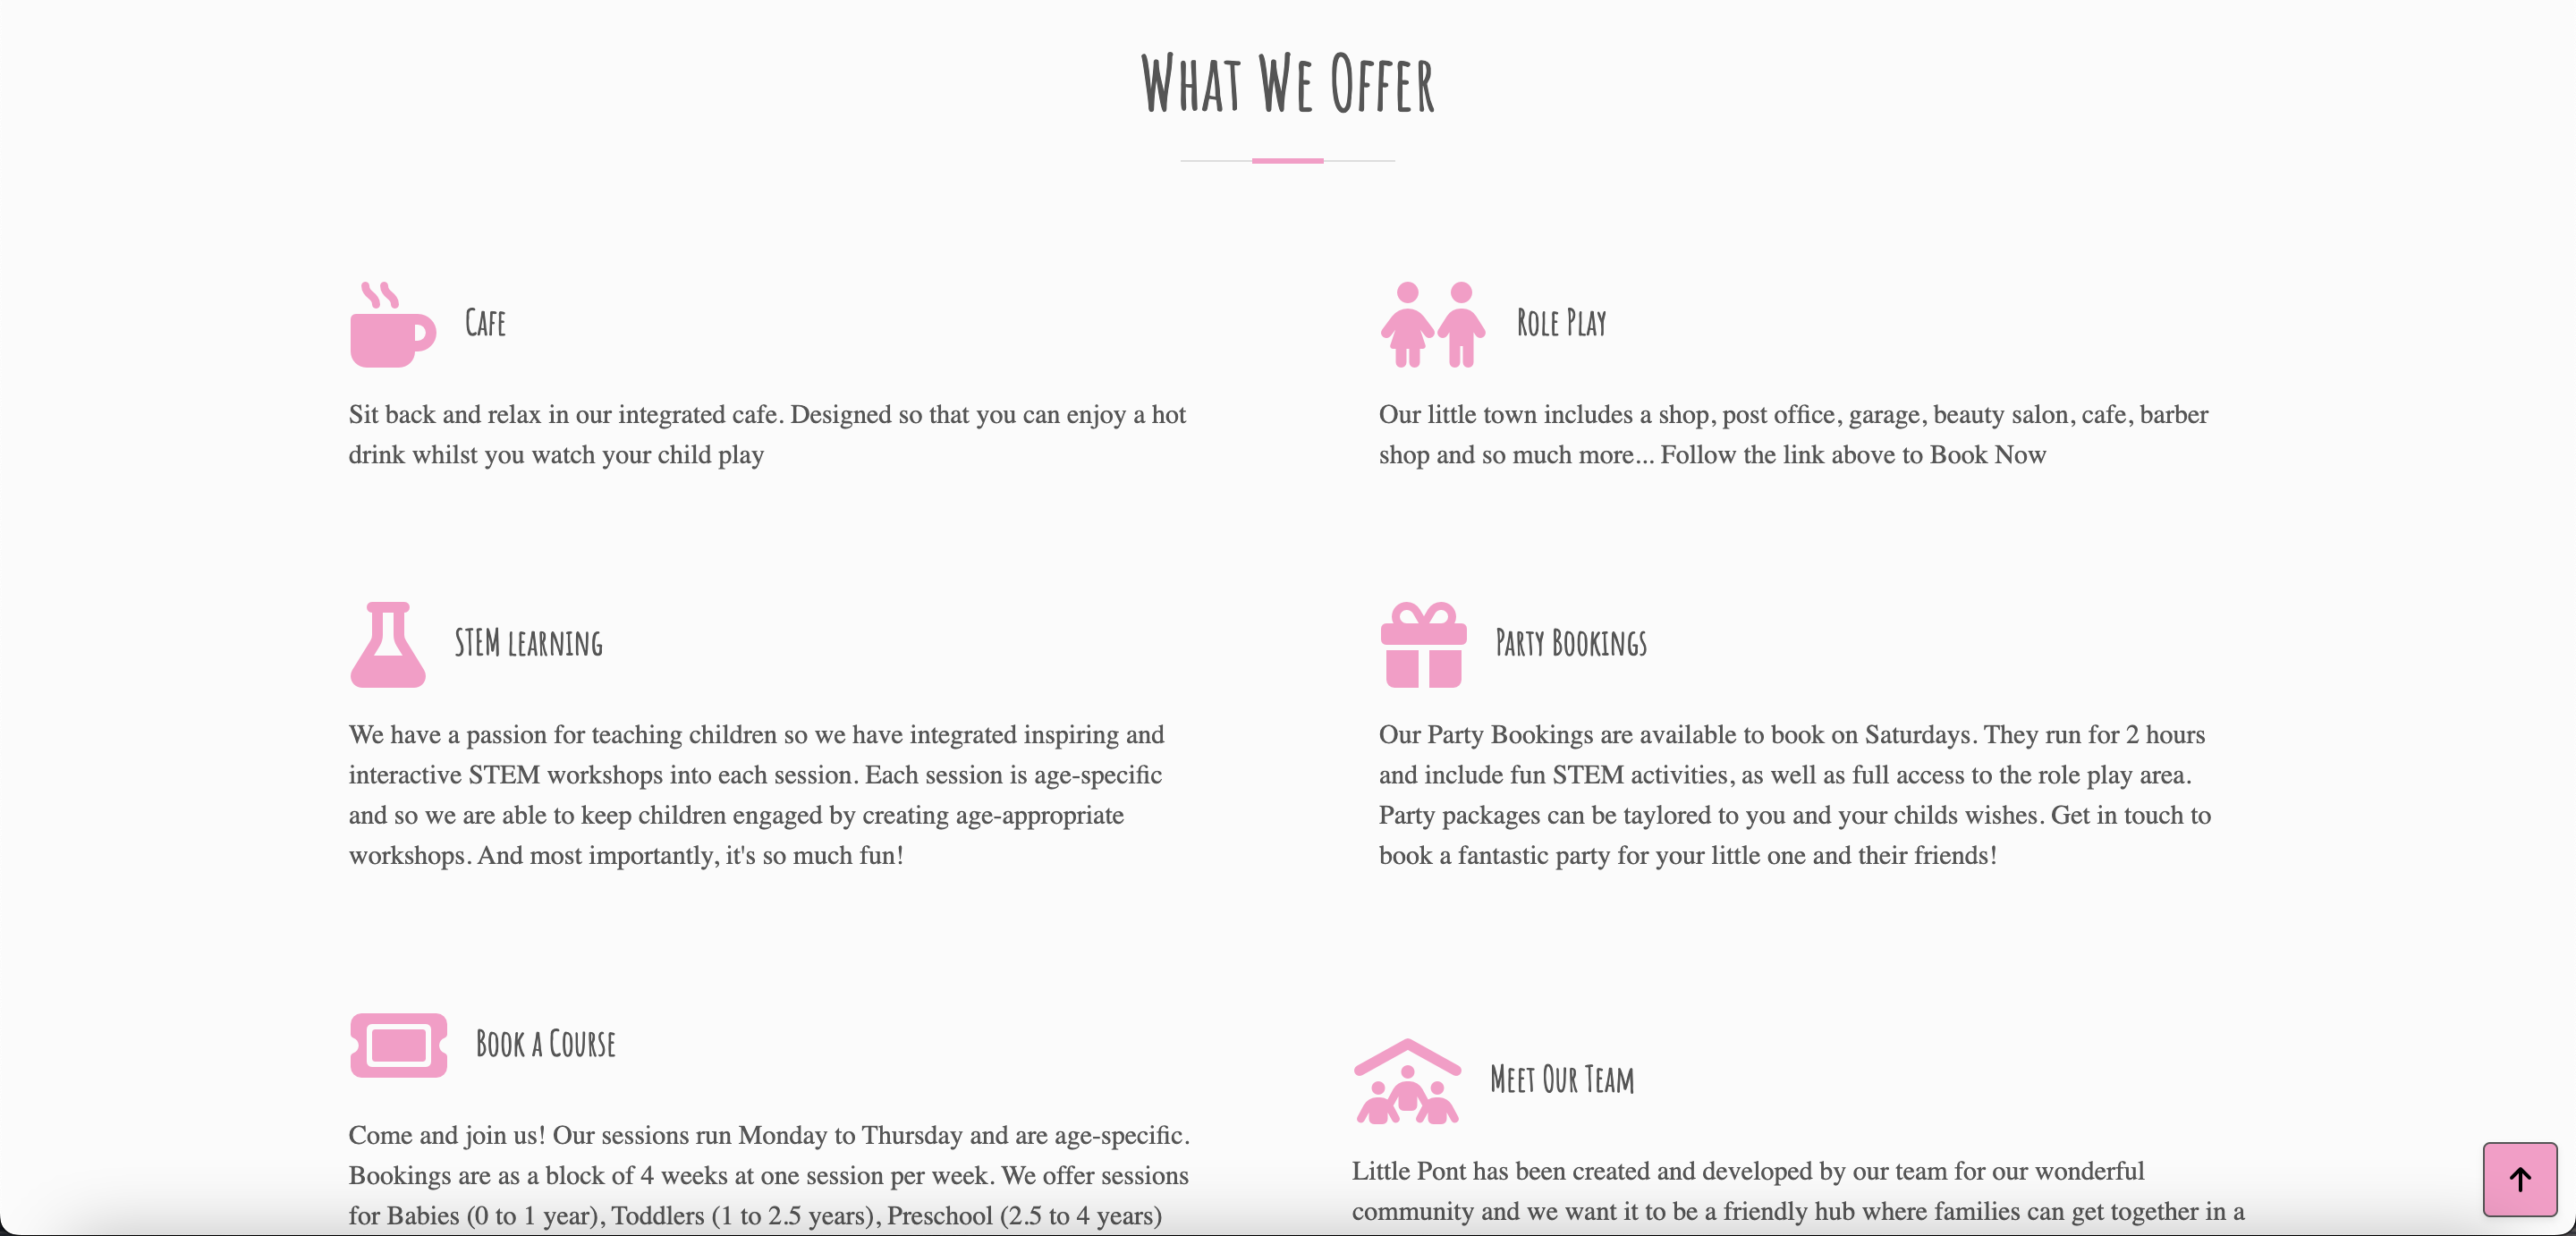 What We Offer
Cafe
Sit back and relax in our integrated cafe. Designed so that you can enjoy a hot
drink whilst you watch your child play
Role Play
Our little town includes a shop, post office, garage, beauty salon, cafe, barber
shop and so much more... Follow the link above to Book Now
STEM learning
We have a passion for teaching children so we have integrated inspiring and
interactive STEM workshops into each session. Each session is age-specific
and so we are able to keep children engaged by creating age-appropriate
workshops. And most importantly, it's so much fun!
Party Bookings
Our Party Bookings are available to book on Saturdays. They run for 2 hours
and include fun STEM activities, as well as full access to the role play area.
Party packages can be taylored to you and your childs wishes. Get in touch to
book a fantastic party for your little one and their friends!
Book a Course
Come and join us! Our sessions run Monday to Thursday and are age-specific.
Bookings are as a block of 4 weeks at one session per week. We offer sessions
for Babies (0 to 1 year), Toddlers (1 to 2.5 years), Preschool (2.5 to 4 years)
Meet Our Team
Little Pont has been created and developed by our team for our wonderful
community and we want it to be a friendly hub where families can get together in a